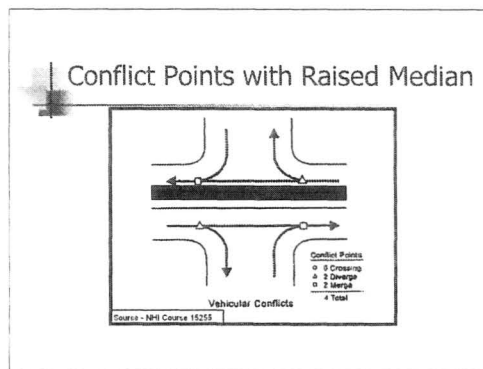 Conflict Points with Raised Median
Conflict Points
0 Crossing
2 Diverge
2 Merge
4 Total
Vehicular Conflicts
Source - NHI Course 15255